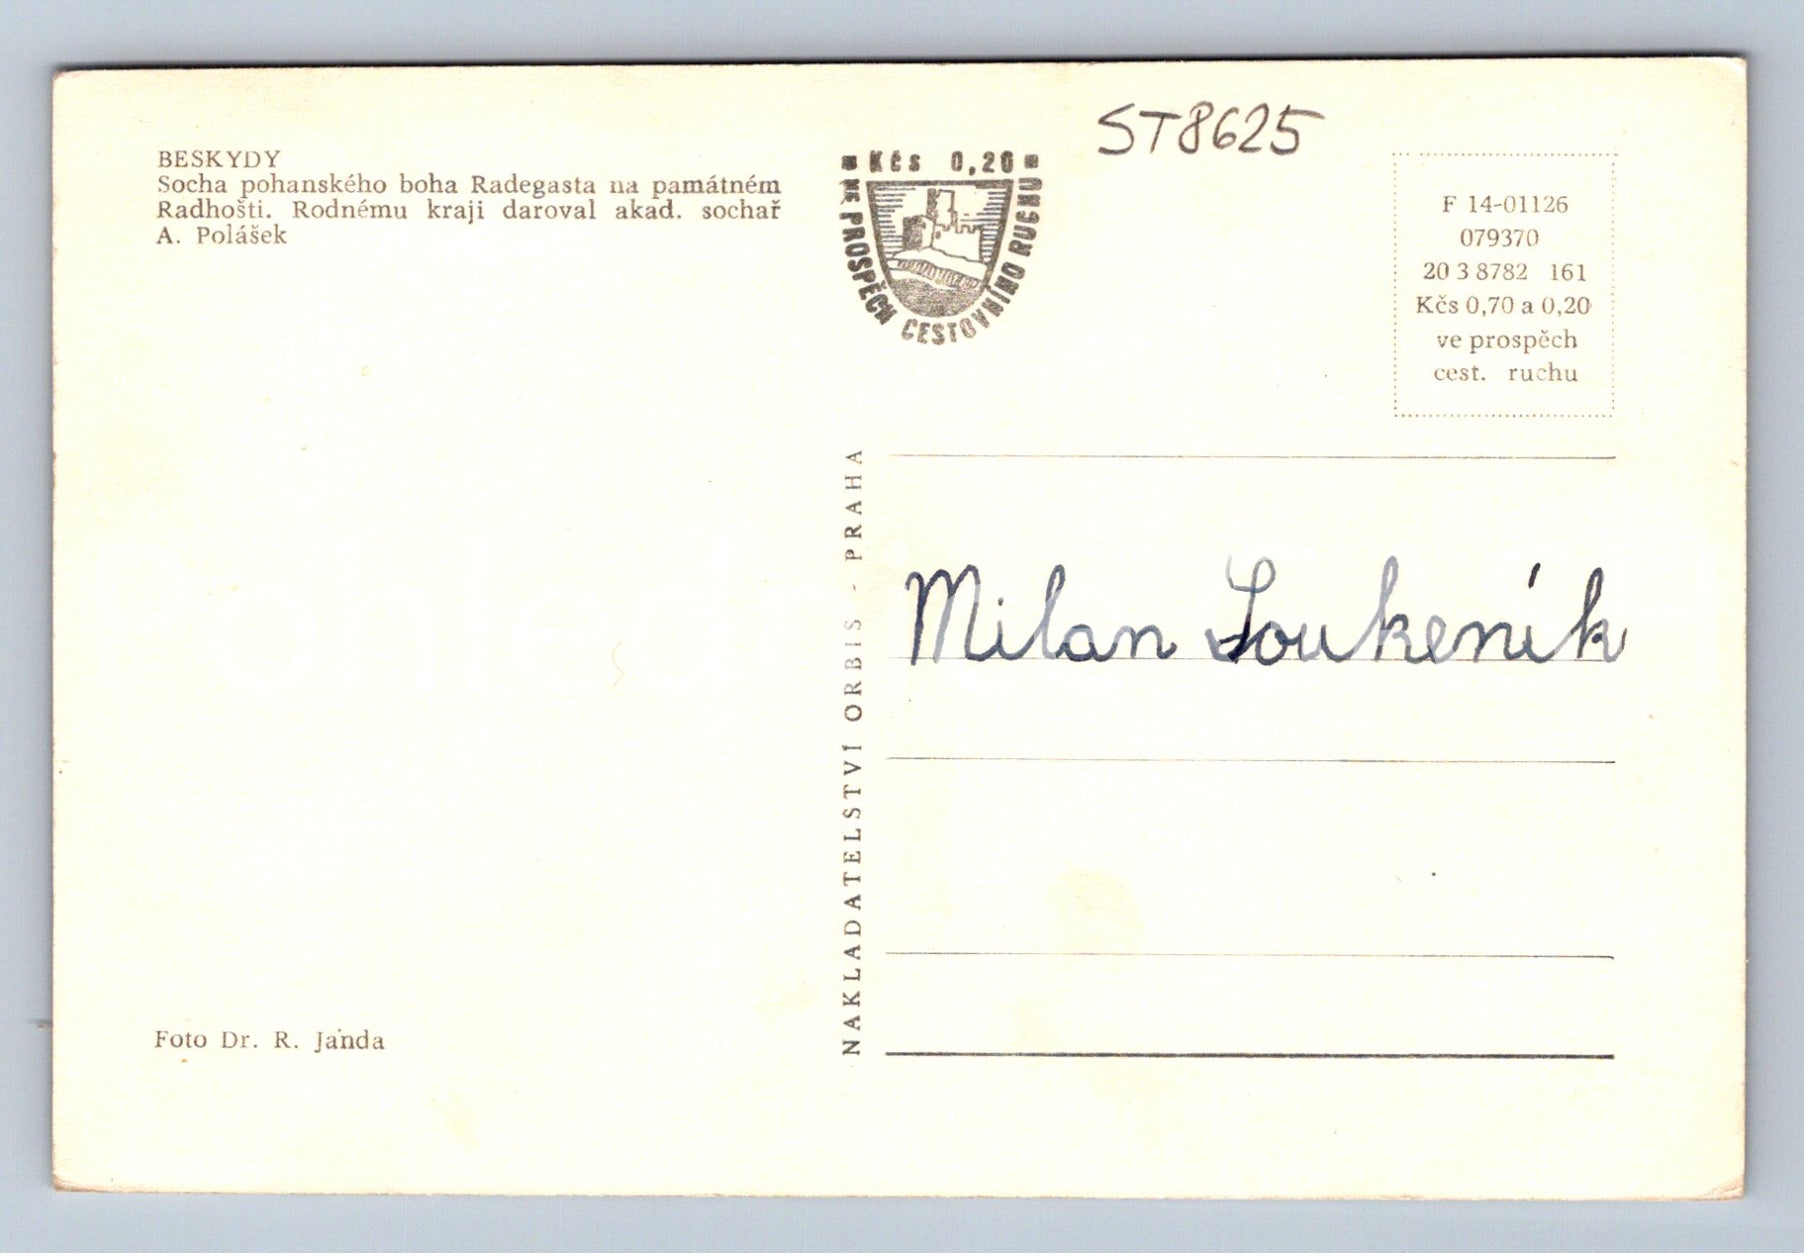 BESKYDY
Socha pohanského boha Radegasta na památném
Radhošti. Rodnému kraji daroval akad. sochař
A. Polášek
Foto Dr. R. Janda
Kčs 0,20
VE PROSPĚCH CESTOVNÍHO RUCHU
NAKLADATELSTVÍ ORBIS - PRAHA
ST8625
F 14-01126
079370
20 3 8782 161
Kčs 0,70 a 0,20
ve prospěch
cest. ruchu
Milan Loukeník